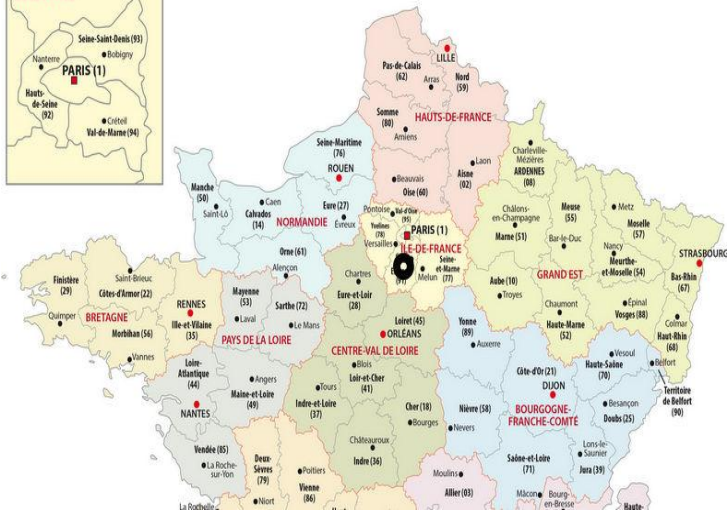 Seine-Saint-Denis (93)
Bobigny
Nanterre
PARIS (1)
Hauts-
de-Seine
(92)
Créteil
Val-de-Marne (94)
LILLE
Pas-de-Calais
(62)
Nord
(59)
Arras
Somme
(80)
HAUTS-DE-FRANCE
Amiens
Laon
Aisne
(02)
Beauvais
Oise (60)
Seine-Maritime
(76)
ROUEN
Manche
(50)
Saint-Lô
Caen
Calvados
(14)
Eure (27)
Évreux
NORMANDIE
Orne (61)
Alençon
Pontoise
Val-d'Oise
(95)
Yvelines
(78)
Versailles
PARIS (1)
ÎLE-DE-FRANCE
(91)
Melun
Seine-
et-Marne
(77)
Charleville-
Mézières
ARDENNES
(08)
Châlons-
en-Champagne
Marne (51)
Meuse
(55)
Bar-le-Duc
Metz
Moselle
(57)
Nancy
Meurthe-
et-Moselle (54)
STRASBOURG
Bas-Rhin
(67)
GRAND EST
Aube (10)
Troyes
Chaumont
Haute-Marne
(52)
Épinal
Vosges (88)
Colmar
Haut-Rhin
(68)
Finistère
(29)
Quimper
Saint-Brieuc
Côtes-d'Armor (22)
BRETAGNE
Morbihan (56)
Vannes
RENNES
Ille-et-Vilaine
(35)
Mayenne
(53)
Laval
Sarthe (72)
Le Mans
PAYS DE LA LOIRE
Loire-
Atlantique
(44)
NANTES
Angers
Maine-et-Loire
(49)
Vendée (85)
La Roche-
sur-Yon
Chartres
Eure-et-Loir
(28)
Loiret (45)
ORLÉANS
CENTRE-VAL DE LOIRE
Blois
Loir-et-Cher
(41)
Tours
Indre-et-Loire
(37)
Cher (18)
Bourges
Châteauroux
Indre (36)
Yonne
(89)
Auxerre
Côte-d'Or (21)
DIJON
Nièvre (58)
Nevers
BOURGOGNE-
FRANCHE-COMTÉ
Haute-Saône
(70)
Vesoul
Belfort
Territoire
de Belfort
(90)
Besançon
Doubs (25)
Lons-le-
Saunier
Jura (39)
Saône-et-Loire
(71)
Mâcon
Bourg-
en-Bresse
Deux-
Sèvres
(79)
Niort
Poitiers
Vienne
(86)
La Rochelle
Moulins
Allier (03)
Haute-